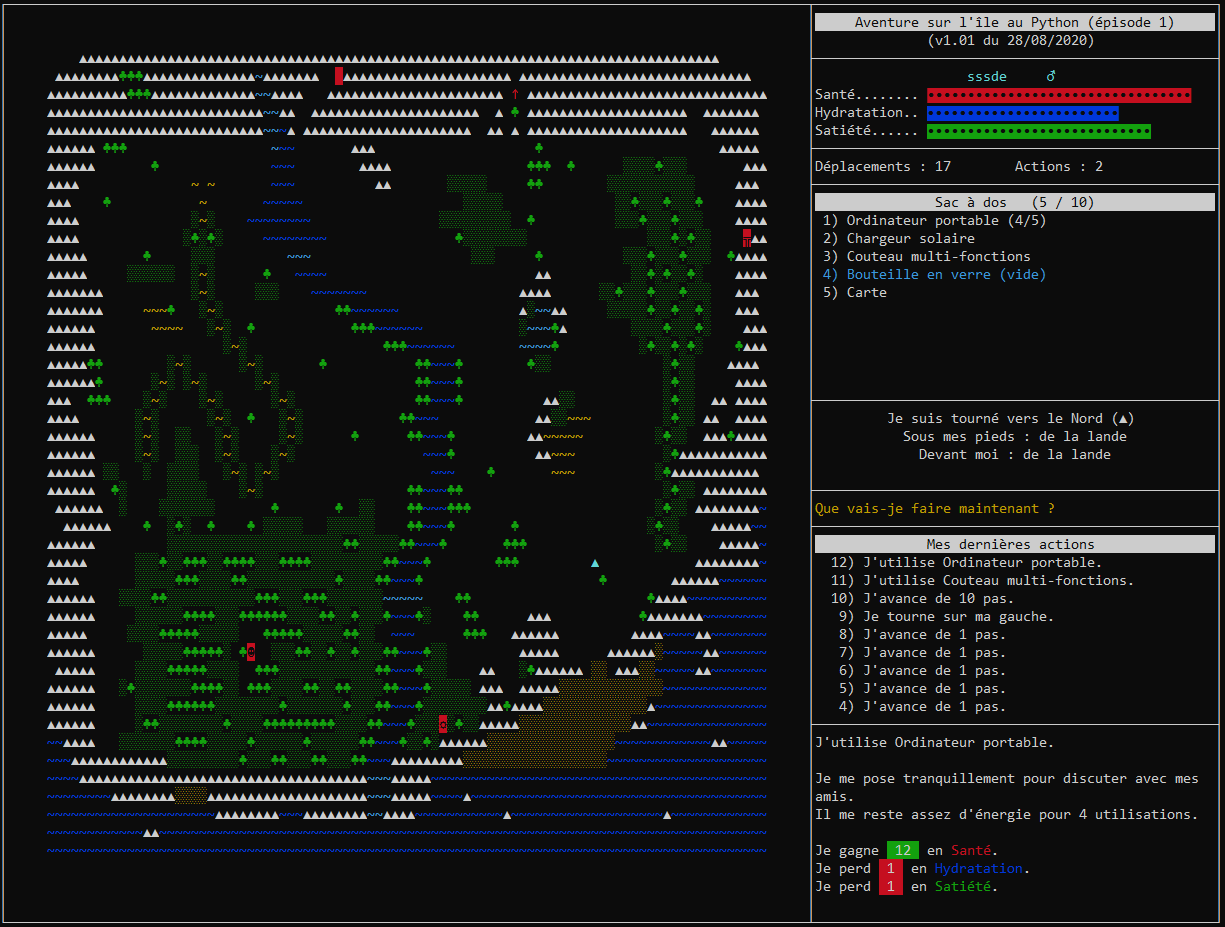 Aventure sur l'île au Python (épisode 1)
(v1.01 du 28/08/2020)
sssde ♂
Santé........
Hydratation..
Satiété......
Déplacements : 17 Actions : 2
Sac à dos (5 / 10)
1) Ordinateur portable (4/5)
2) Chargeur solaire
3) Couteau multi-fonctions
4) Bouteille en verre (vide)
5) Carte
Je suis tourné vers le Nord (▲)
Sous mes pieds : de la lande
Devant moi : de la lande
Que vais-je faire maintenant ?
Mes dernières actions
12) J'utilise Ordinateur portable.
11) J'utilise Couteau multi-fonctions.
10) J'avance de 10 pas.
9) Je tourne sur ma gauche.
8) J'avance de 1 pas.
7) J'avance de 1 pas.
6) J'avance de 1 pas.
5) J'avance de 1 pas.
4) J'avance de 1 pas.
J'utilise Ordinateur portable.
Je me pose tranquillement pour discuter avec mes
amis.
Il me reste assez d'énergie pour 4 utilisations.
Je gagne 12 en Santé.
Je perd 1 en Hydratation.
Je perd 1 en Satiété.